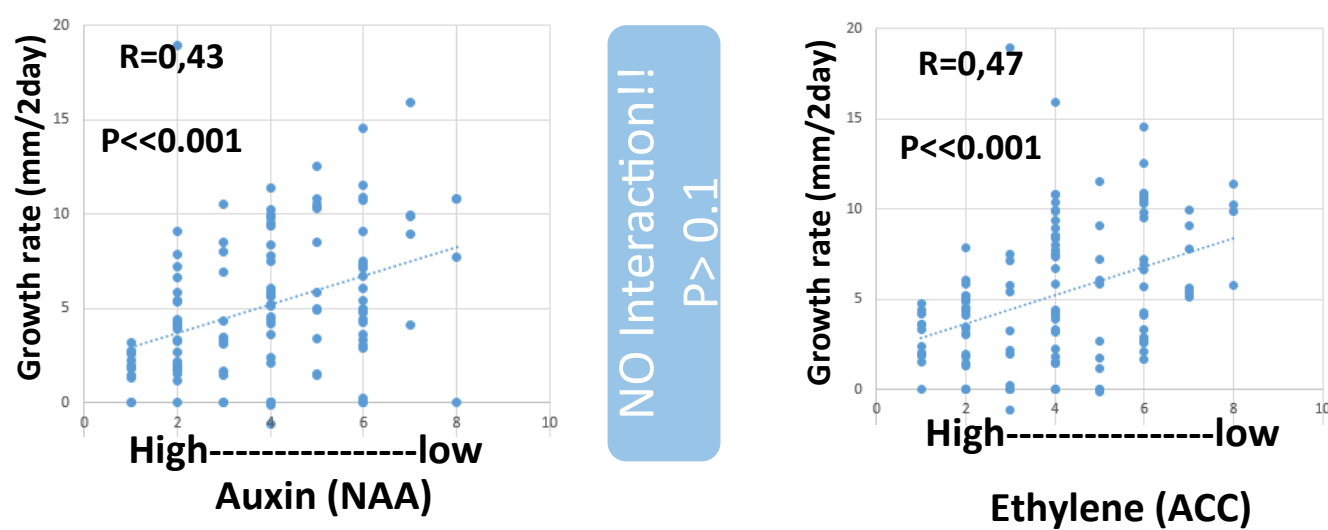 Growth rate (mm/2day)
20
15
10
5
0
R=0,43
P<<0.001
0
2
4
6
8
10
High-----------------low
Auxin (NAA)
NO Interaction!!
P> 0.1
Growth rate (mm/2day)
20
15
10
5
0
R=0,47
P<<0.001
0
2
4
6
8
10
High-----------------low
Ethylene (ACC)